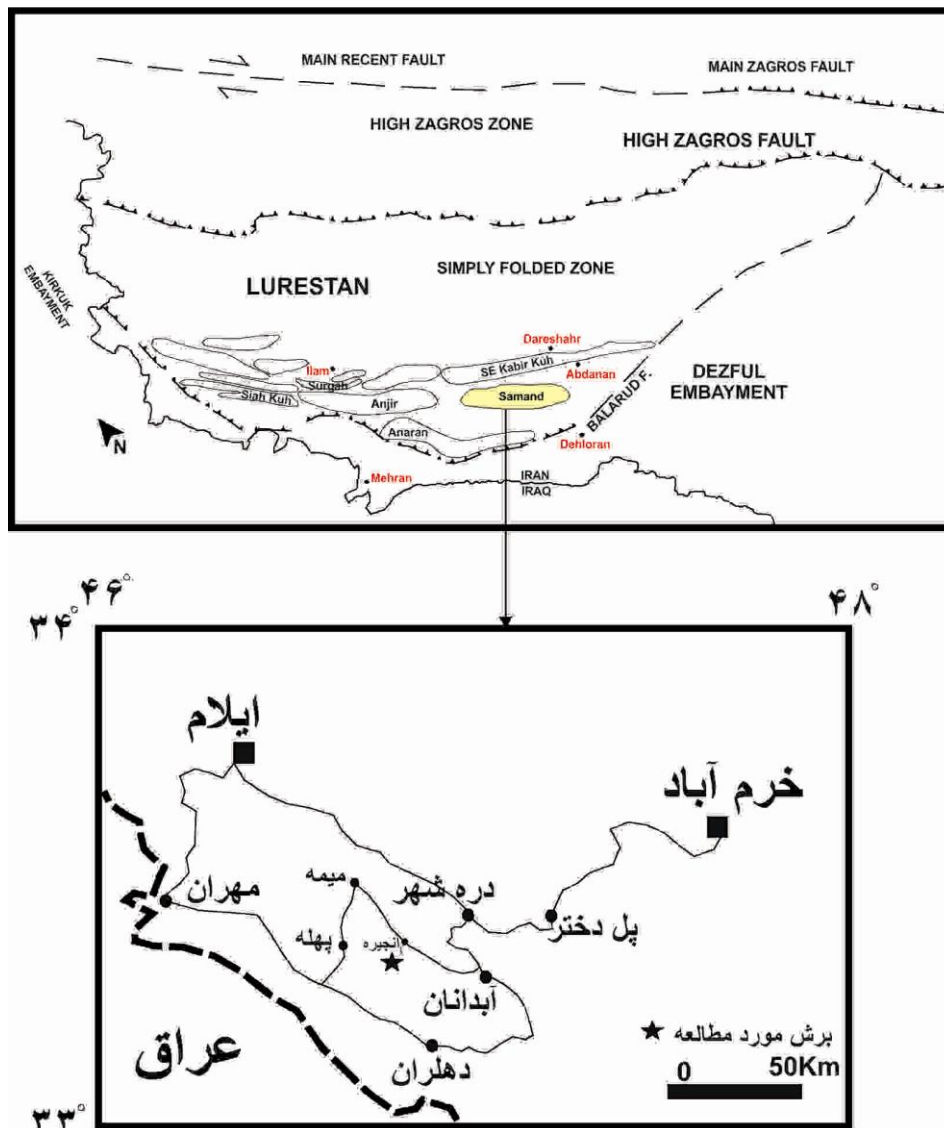 MAIN RECENT FAULT
MAIN ZAGROS FAULT
HIGH ZAGROS ZONE
HIGH ZAGROS FAULT
SIMPLY FOLDED ZONE
LURESTAN
KIRKUK
EMBAYMENT
Dareshahr
Ilam
SE Kabir Kuh
Abdanan
Surgah
Siah Kuh
Anjir
Samand
DEZFUL
EMBAYMENT
BALARUD F.
Anaran
Dehloran
N
Mehran
IRAN
IRAQ
۴۶°
۴۸°
۳۴°
ایلام
خرم آباد
میمه
دره شهر
مهران
پل دختر
پهله
انجیره
آبدانان
عراق
دهلران
برش مورد مطالعه
0 50Km
۳۳°